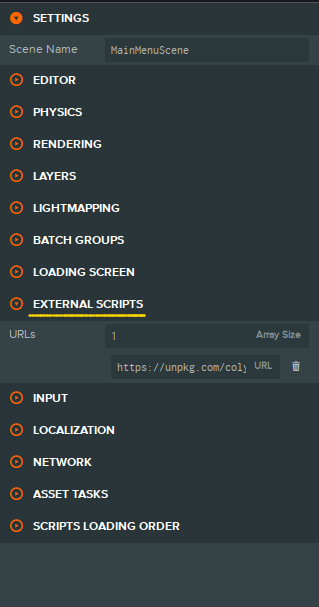 SETTINGS
Scene Name MainMenuScene
EDITOR
PHYSICS
RENDERING
LAYERS
LIGHTMAPPING
BATCH GROUPS
LOADING SCREEN
EXTERNAL SCRIPTS
URLs 1 Array Size
https://unpkg.com/coly URL
INPUT
LOCALIZATION
NETWORK
ASSET TASKS
SCRIPTS LOADING ORDER